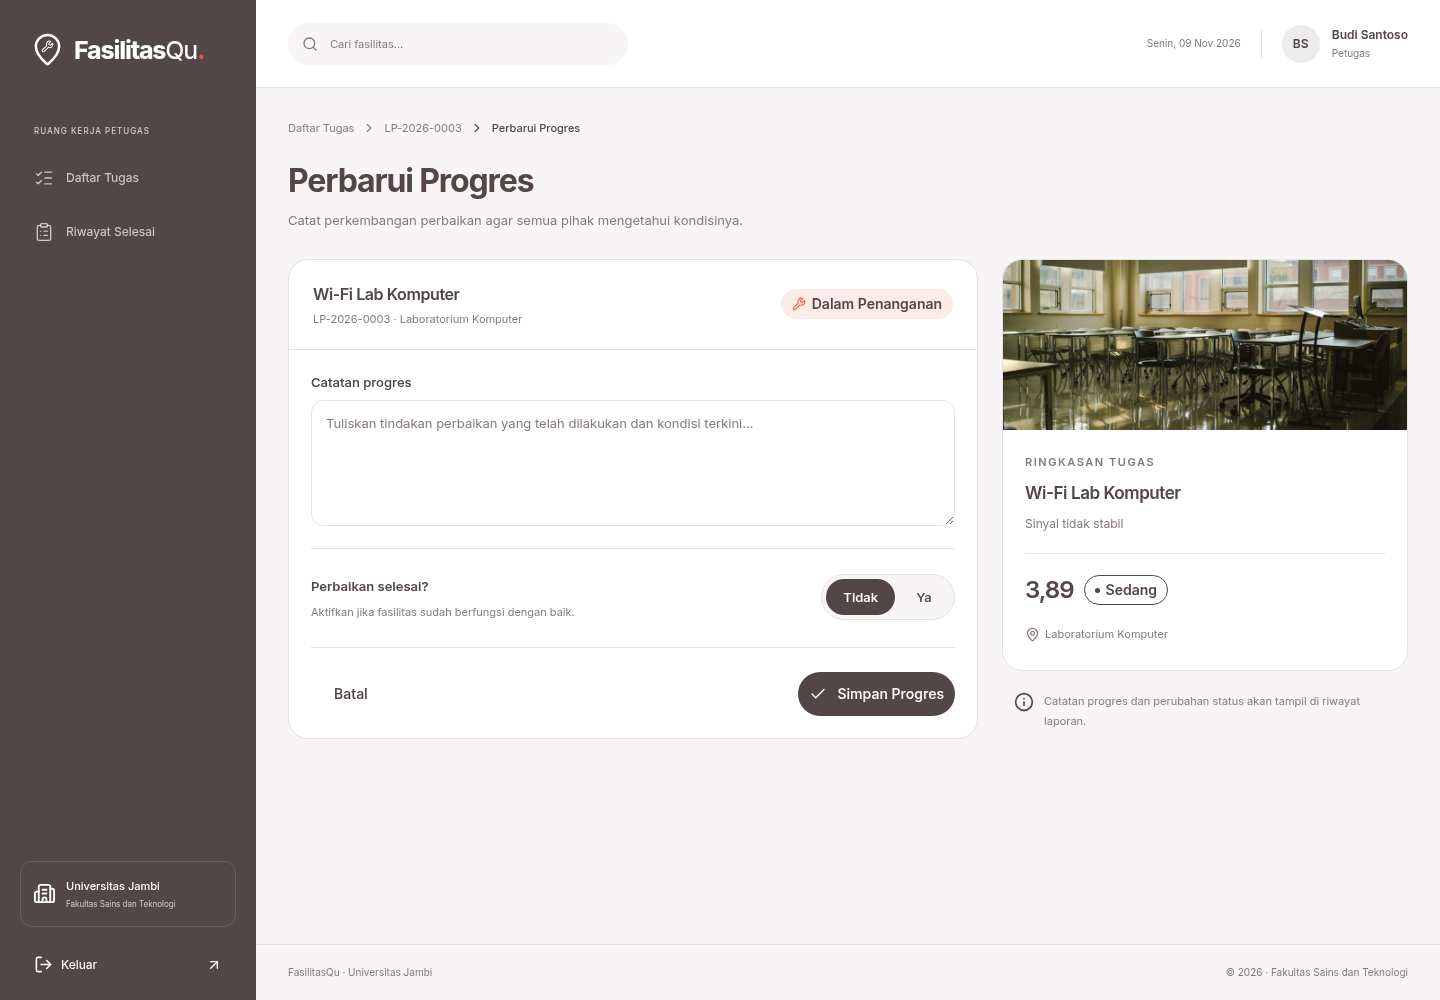 FasilitasQu.
RUANG KERJA PETUGAS
Daftar Tugas
Riwayat Selesai
Universitas Jambi
Fakultas Sains dan Teknologi
Keluar
Cari fasilitas...
Senin, 09 Nov 2026
BS
Budi Santoso
Petugas
Daftar Tugas > LP-2026-0003 > Perbarui Progres
Perbarui Progres
Catat perkembangan perbaikan agar semua pihak mengetahui kondisinya.
Wi-Fi Lab Komputer
LP-2026-0003 · Laboratorium Komputer
Dalam Penanganan
Catatan progres
Tuliskan tindakan perbaikan yang telah dilakukan dan kondisi terkini...
Perbaikan selesai?
Aktifkan jika fasilitas sudah berfungsi dengan baik.
Tidak
Ya
Batal
Simpan Progres
RINGKASAN TUGAS
Wi-Fi Lab Komputer
Sinyal tidak stabil
3,89
• Sedang
Laboratorium Komputer
Catatan progres dan perubahan status akan tampil di riwayat
laporan.
FasilitasQu · Universitas Jambi
© 2026 · Fakultas Sains dan Teknologi